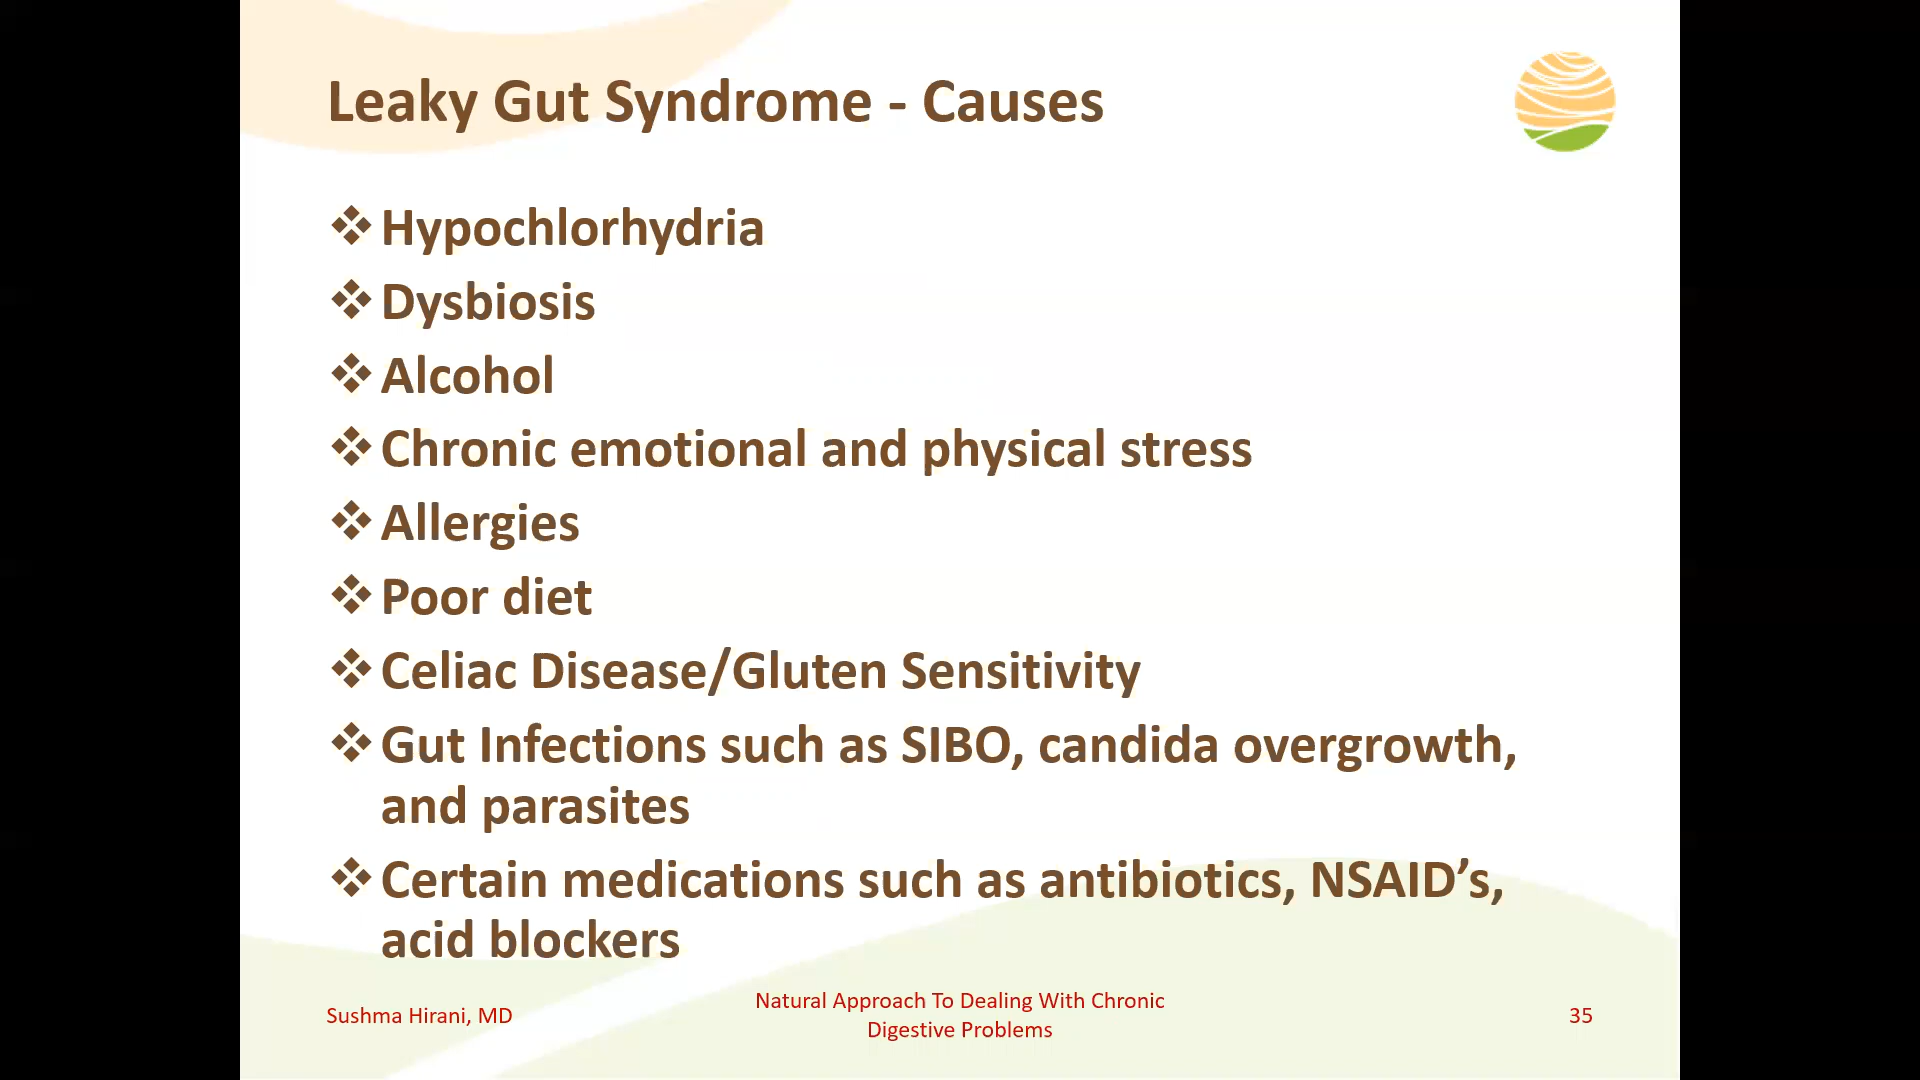 Leaky Gut Syndrome - Causes
❖Hypochlorhydria
❖Dysbiosis
❖Alcohol
❖Chronic emotional and physical stress
❖Allergies
❖Poor diet
❖Celiac Disease/Gluten Sensitivity
❖Gut Infections such as SIBO, candida overgrowth,
and parasites
❖Certain medications such as antibiotics, NSAID’s,
acid blockers
Sushma Hirani, MD
Natural Approach To Dealing With Chronic
Digestive Problems
35